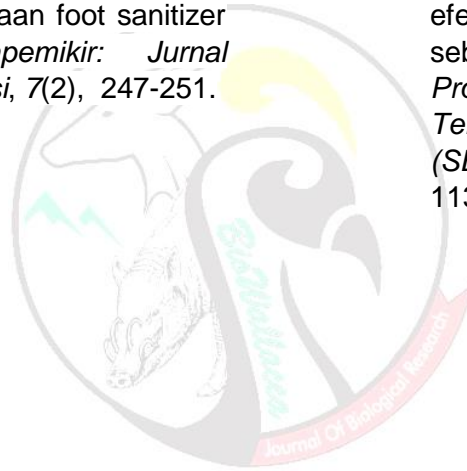 aan foot sanitizer
pemikir: Jurnal
si, 7(2), 247-251.
efe
seb
Pro
Te
(SE
113
BioWallacea
Journal Of Biological Research